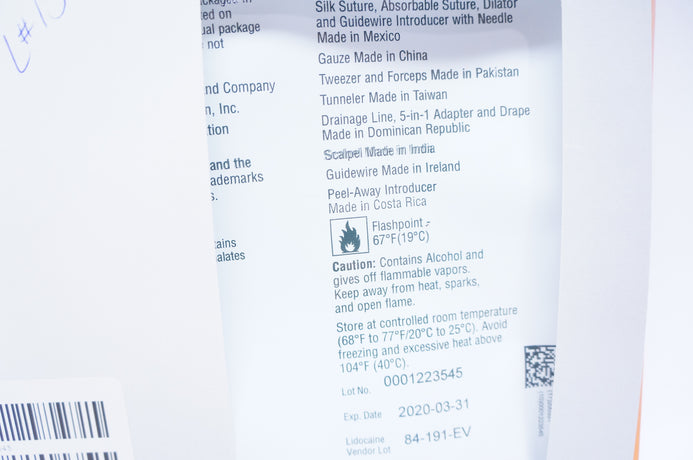 ed on
ual package
not
nd Company
n, Inc.
tion
and the
ademarks
s.
ains
alates
Silk Suture, Absorbable Suture, Dilator
and Guidewire Introducer with Needle
Made in Mexico
Gauze Made in China
Tweezer and Forceps Made in Pakistan
Tunneler Made in Taiwan
Drainage Line, 5-in-1 Adapter and Drape
Made in Dominican Republic
Scalpel Made in India
Guidewire Made in Ireland
Peel-Away Introducer
Made in Costa Rica
Flashpoint -
67°F(19°C)
Caution: Contains Alcohol and
gives off flammable vapors.
Keep away from heat, sparks,
and open flame.
Store at controlled room temperature
(68°F to 77°F/20°C to 25°C). Avoid
freezing and excessive heat above
104°F (40°C).
Lot No. 0001223545
Exp. Date 2020-03-31
Lidocaine 84-191-EV
Vendor Lot